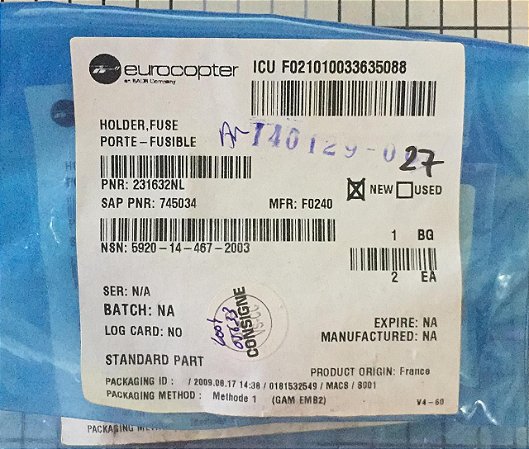 eurocopter
an EADS Company
ICU F021010033635088
HOLDER,FUSE
PORTE-FUSIBLE
140129-0
27
PNR: 231632NL
NEW
USED
SAP PNR: 745034
MFR: F0240
1 BG
NSN: 5920-14-467-2003
2 EA
SER: N/A
BATCH: NA
LOG CARD: NO
CONSIGNE
EXPIRE: NA
MANUFACTURED: NA
STANDARD PART
PRODUCT ORIGIN: France
PACKAGING ID : / 2009.08.17 14:38 / 0181532549 / MACS / 8001
PACKAGING METHOD : Methode 1 (GAM EMB2)
V4-60
PACKAGING